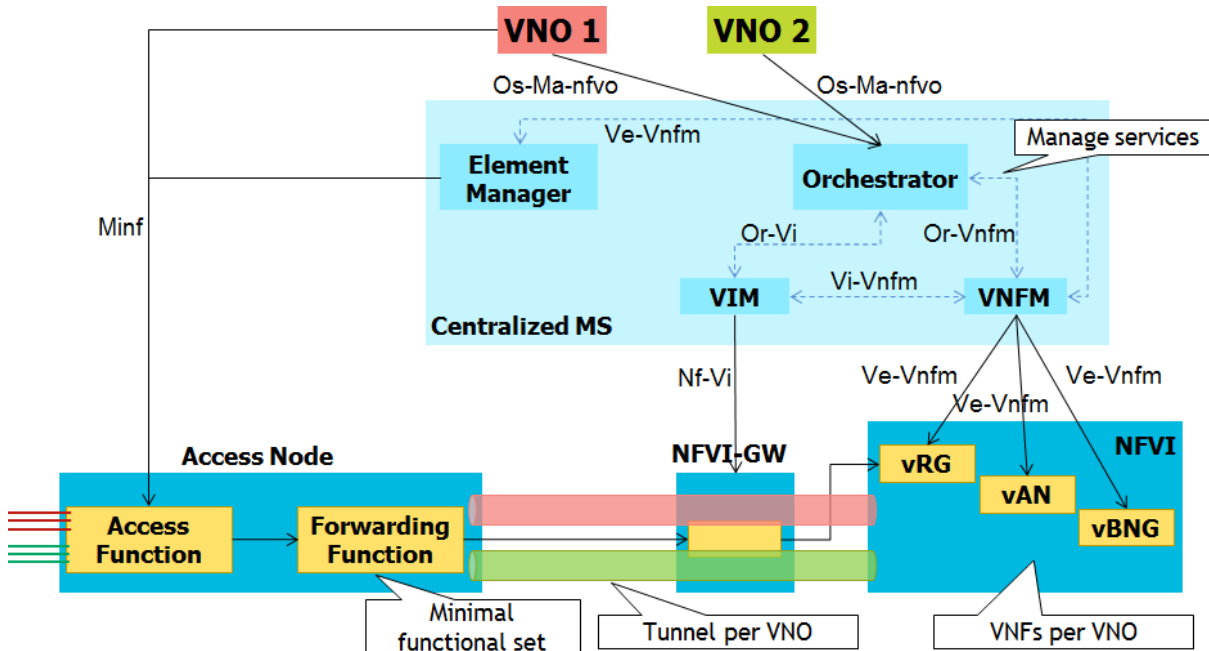 VNO 1
VNO 2
Os-Ma-nfvo
Os-Ma-nfvo
Ve-Vnfm
Manage services
Element
Manager
Orchestrator
Minf
Or-Vi
Or-Vnfm
Vi-Vnfm
VIM
VNFM
Centralized MS
Nf-Vi
Ve-Vnfm
Ve-Vnfm
Ve-Vnfm
Access Node
NFVI-GW
NFVI
vRG
vAN
vBNG
Access
Function
Forwarding
Function
Minimal
functional set
Tunnel per VNO
VNFs per VNO